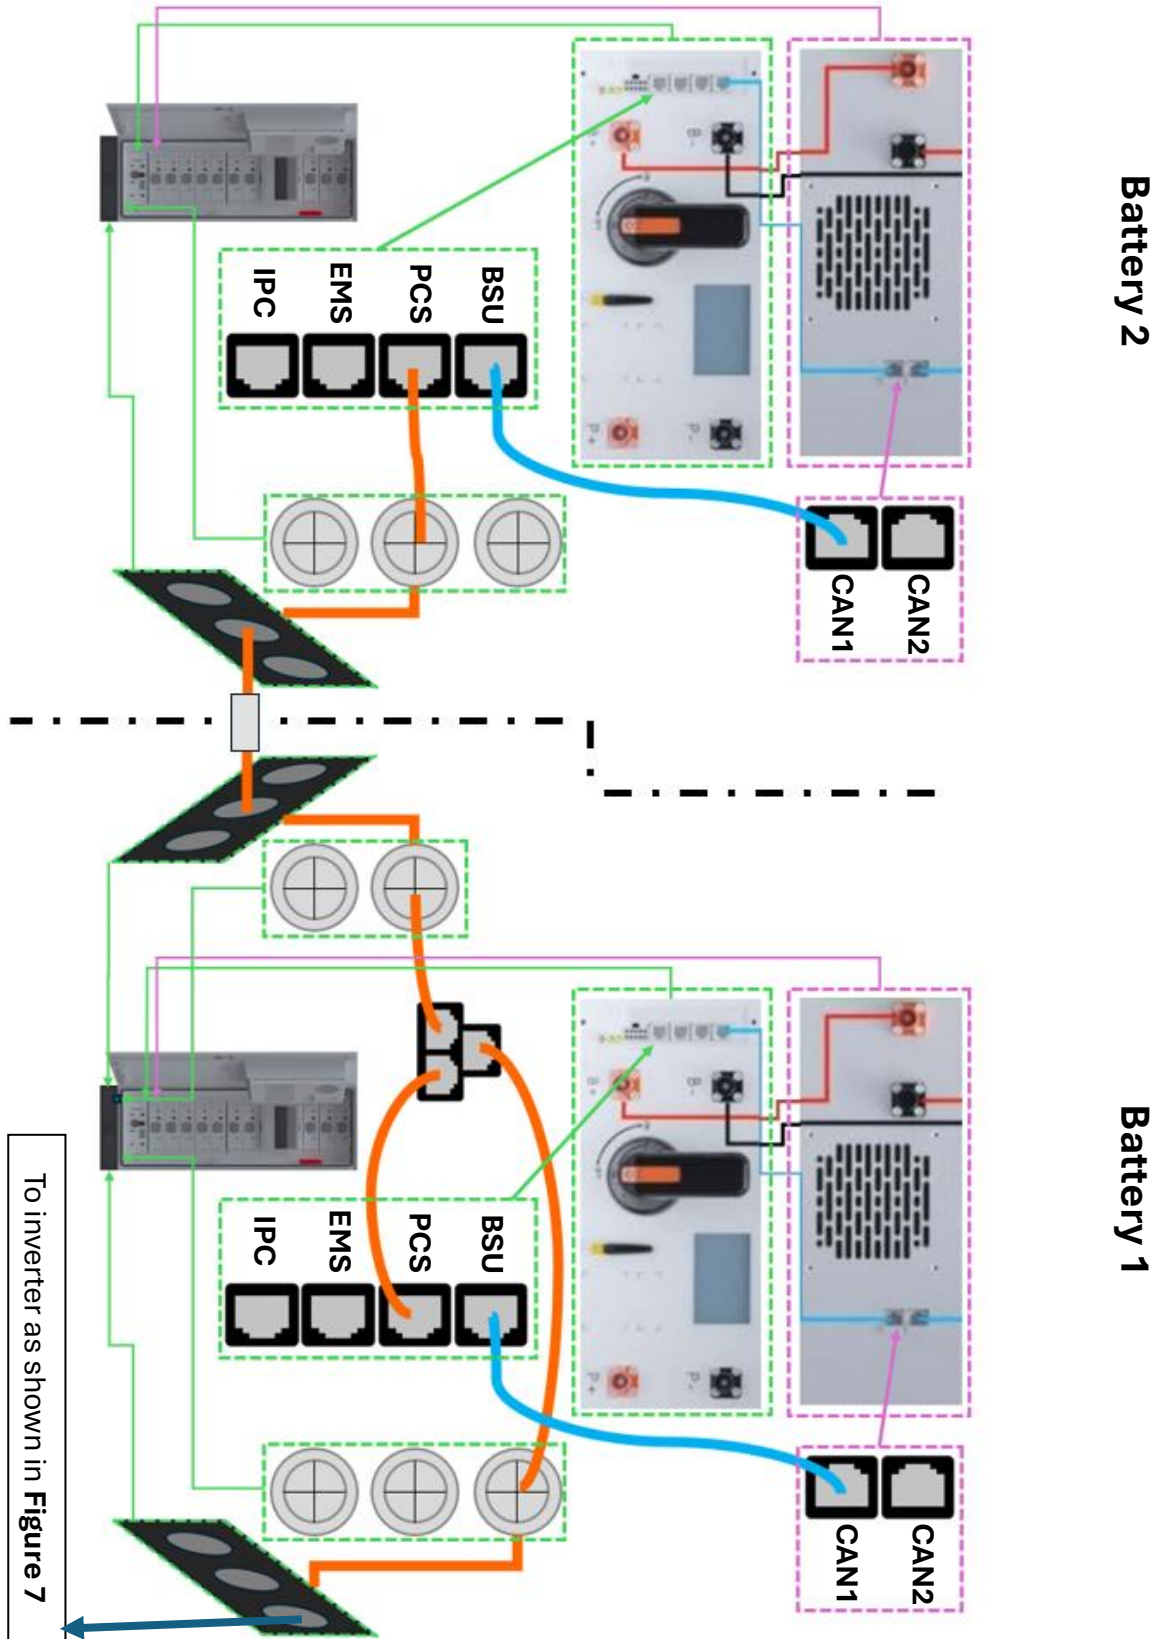 Battery 2
Battery 1
IPC
EMS
PCS
BSU
CAN1
CAN2
B+
B-
P+
P-
IPC
EMS
PCS
BSU
CAN1
CAN2
B+
B-
P+
P-
To inverter as shown in Figure 7